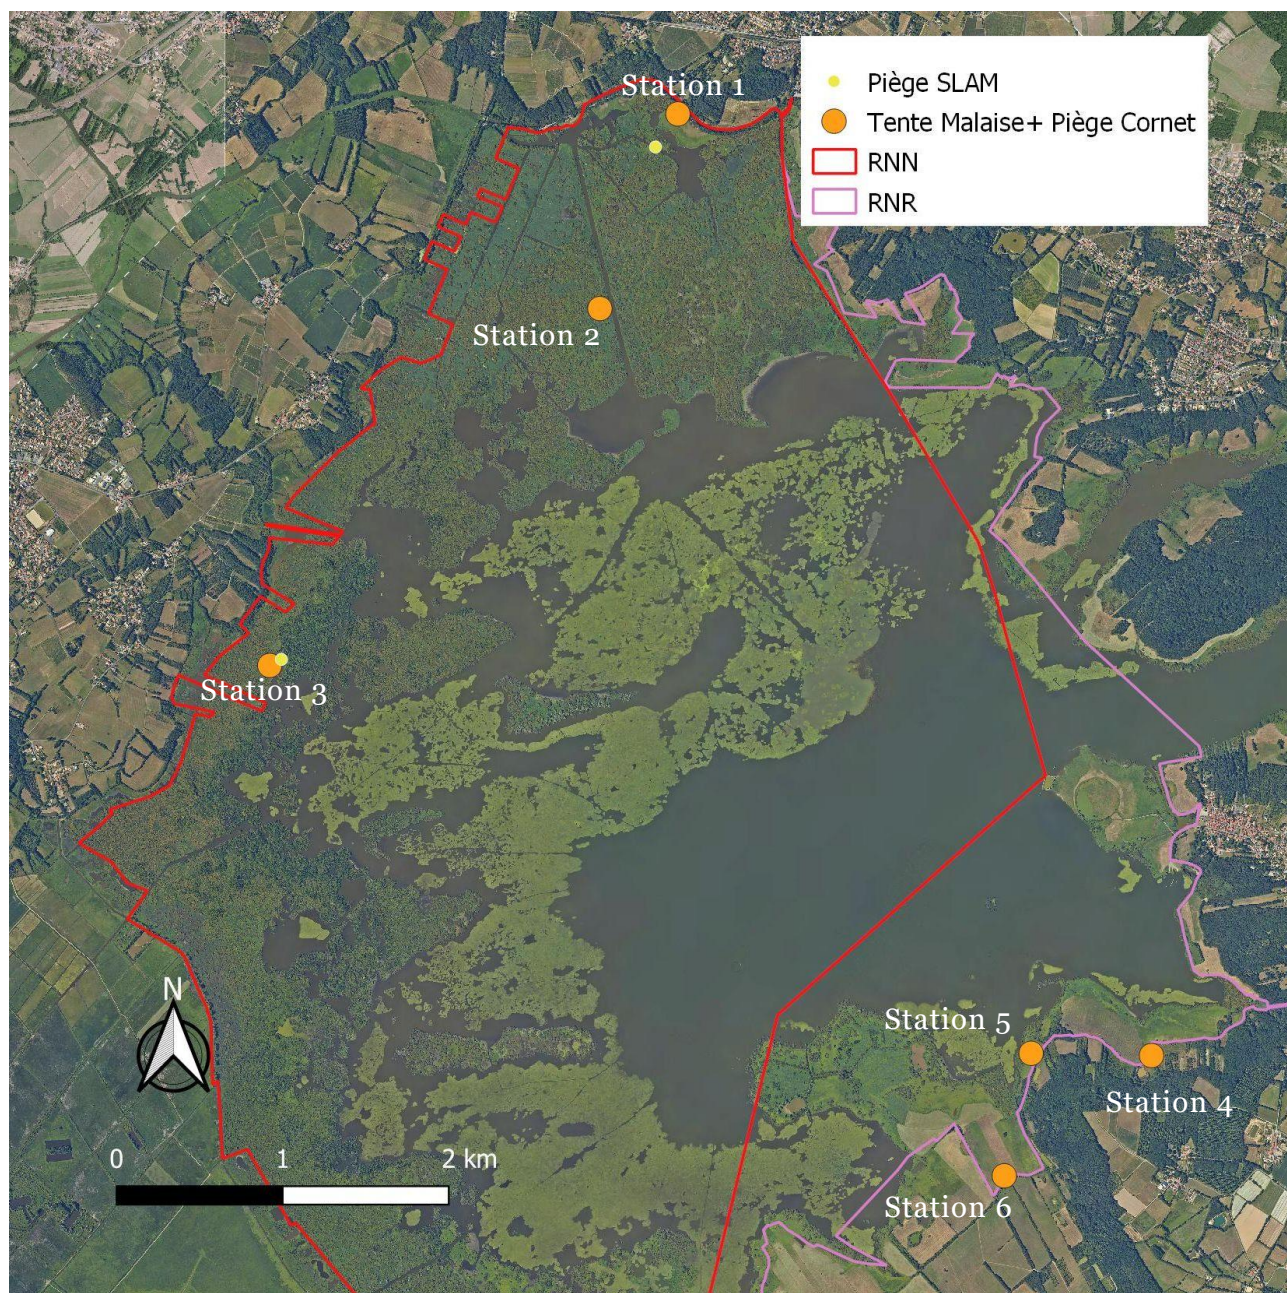 Station 1
Piège SLAM
Tente Malaise+ Piège Cornet
RNN
RNR
Station 2
Station 3
N
Station 5
Station 4
0 1 2 km
Station 6